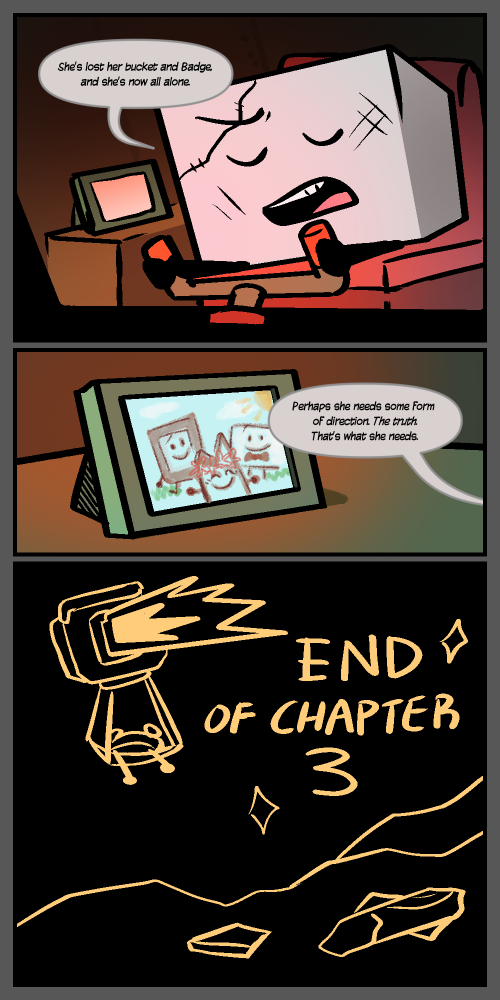 She's lost her bucket and Badge.
and she's now all alone.
Perhaps she needs some form
of direction. The truth.
That's what she needs.
END
OF CHAPTER
3